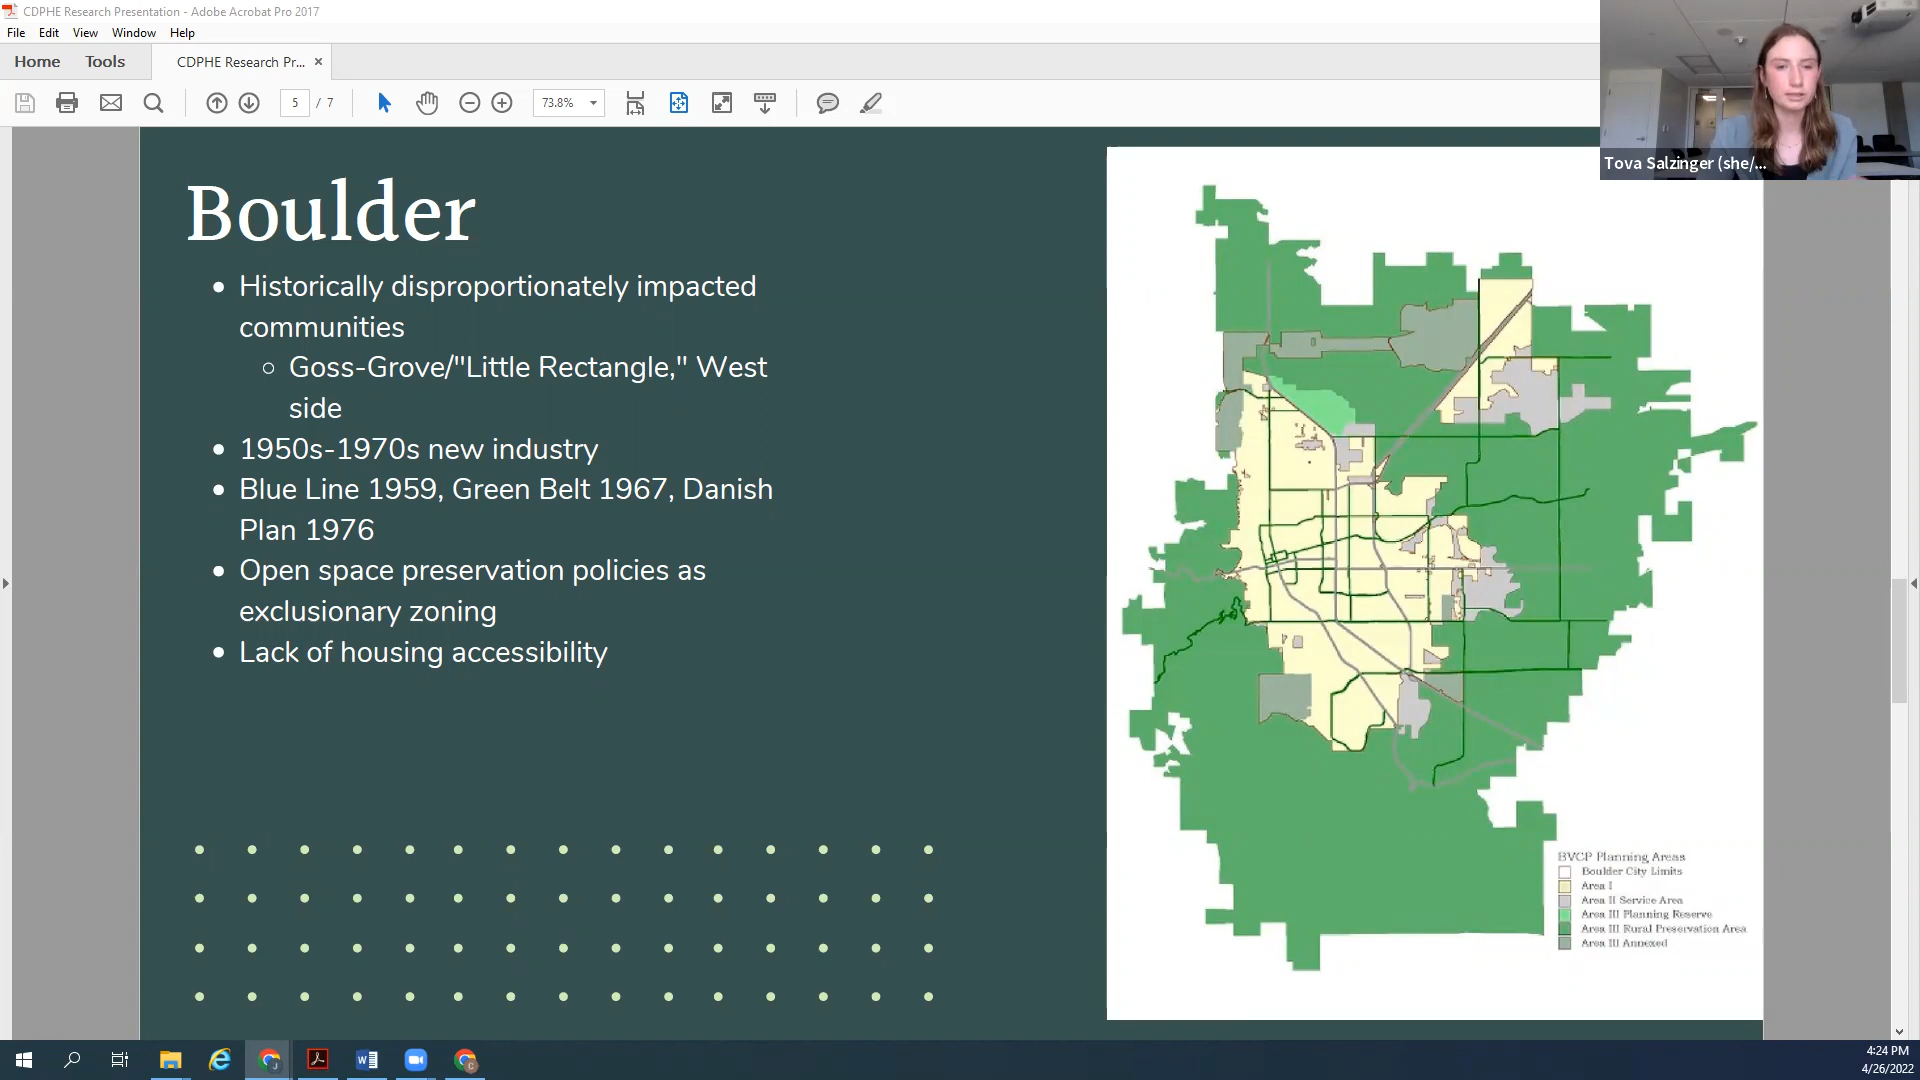 CDPHE Research Presentation - Adobe Acrobat Pro 2017
File Edit View Window Help
Home Tools CDPHE Research Pr... ×
5 / 7 73.8%
Tova Salzinger (she/...
Boulder
• Historically disproportionately impacted
communities
○ Goss-Grove/"Little Rectangle," West
side
• 1950s-1970s new industry
• Blue Line 1959, Green Belt 1967, Danish
Plan 1976
• Open space preservation policies as
exclusionary zoning
• Lack of housing accessibility
BVCP Planning Areas
Boulder City Limits
Area I
Area II Service Area
Area III Planning Reserve
Area III Rural Preservation Area
Area III Annexed
4:24 PM
4/26/2022